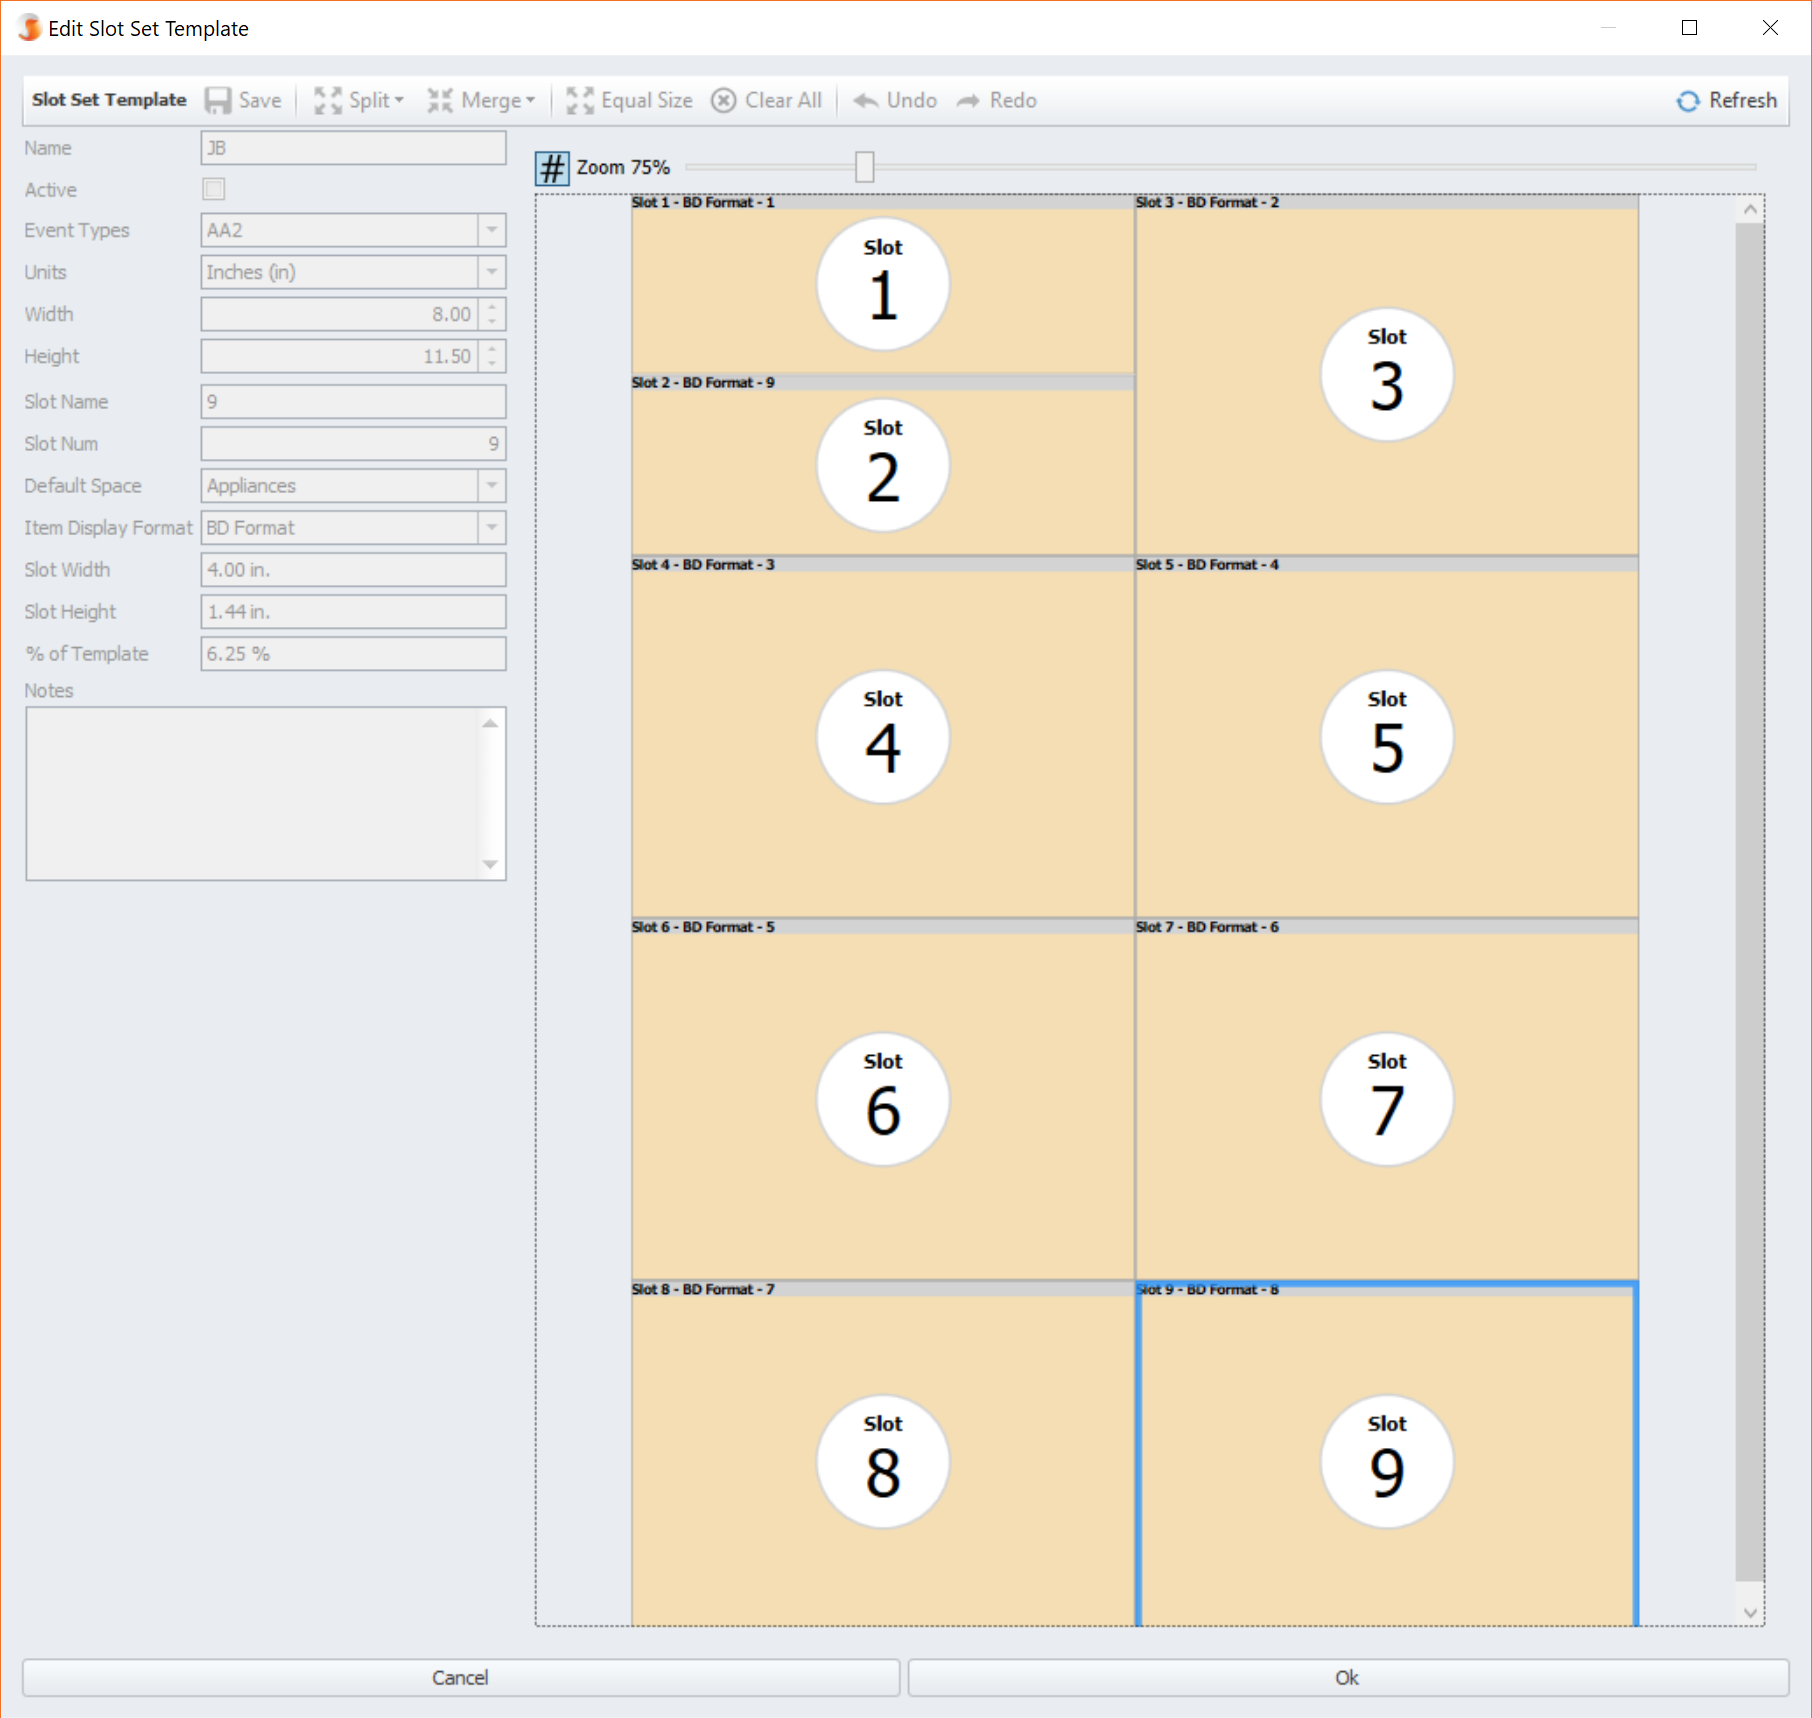 Edit Slot Set Template
Slot Set Template Save Split Merge Equal Size Clear All Undo Redo Refresh
Name JB
Active
Event Types AA2
Units Inches (in)
Width 8.00
Height 11.50
Slot Name 9
Slot Num 9
Default Space Appliances
Item Display Format BD Format
Slot Width 4.00 in.
Slot Height 1.44 in.
% of Template 6.25 %
Notes
# Zoom 75%
Slot 1 - BD Format - 1
Slot
1
Slot 3 - BD Format - 2
Slot
3
Slot 2 - BD Format - 9
Slot
2
Slot 4 - BD Format - 3
Slot
4
Slot 5 - BD Format - 4
Slot
5
Slot 6 - BD Format - 5
Slot
6
Slot 7 - BD Format - 6
Slot
7
Slot 8 - BD Format - 7
Slot
8
Slot 9 - BD Format - 8
Slot
9
Cancel
Ok